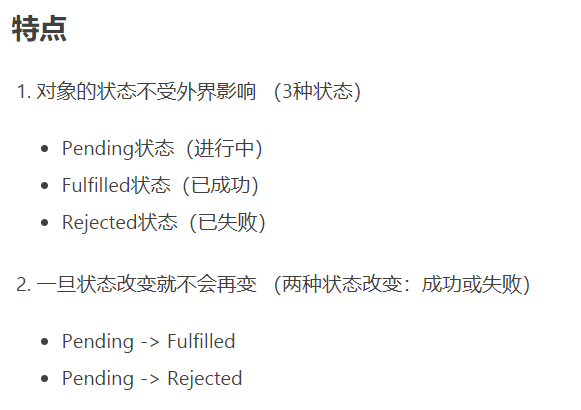 特点
1. 对象的状态不受外界影响 （3种状态）
• Pending状态（进行中）
• Fulfilled状态（已成功）
• Rejected状态（已失败）
2. 一旦状态改变就不会再变 （两种状态改变：成功或失败）
• Pending -> Fulfilled
• Pending -> Rejected